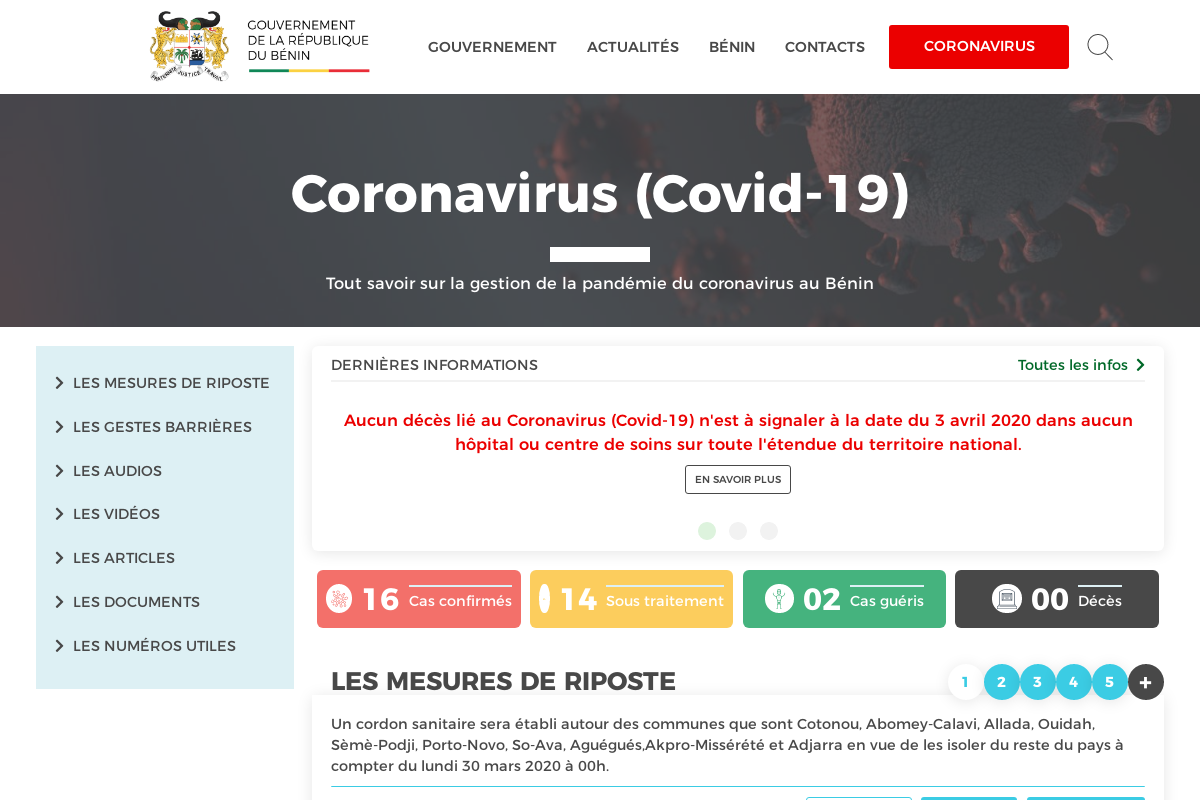 GOUVERNEMENT
DE LA RÉPUBLIQUE
DU BÉNIN
FRATERNITÉ JUSTICE TRAVAIL
GOUVERNEMENT
ACTUALITÉS
BÉNIN
CONTACTS
CORONAVIRUS
Coronavirus (Covid-19)
Tout savoir sur la gestion de la pandémie du coronavirus au Bénin
LES MESURES DE RIPOSTE
LES GESTES BARRIÈRES
LES AUDIOS
LES VIDÉOS
LES ARTICLES
LES DOCUMENTS
LES NUMÉROS UTILES
DERNIÈRES INFORMATIONS
Toutes les infos
Aucun décès lié au Coronavirus (Covid-19) n'est à signaler à la date du 3 avril 2020 dans aucun
hôpital ou centre de soins sur toute l'étendue du territoire national.
EN SAVOIR PLUS
16 Cas confirmés
14 Sous traitement
02 Cas guéris
00 Décès
LES MESURES DE RIPOSTE
1 2 3 4 5 +
Un cordon sanitaire sera établi autour des communes que sont Cotonou, Abomey-Calavi, Allada, Ouidah,
Sèmè-Podji, Porto-Novo, So-Ava, Aguégués,Akpro-Missérété et Adjarra en vue de les isoler du reste du pays à
compter du lundi 30 mars 2020 à 00h.